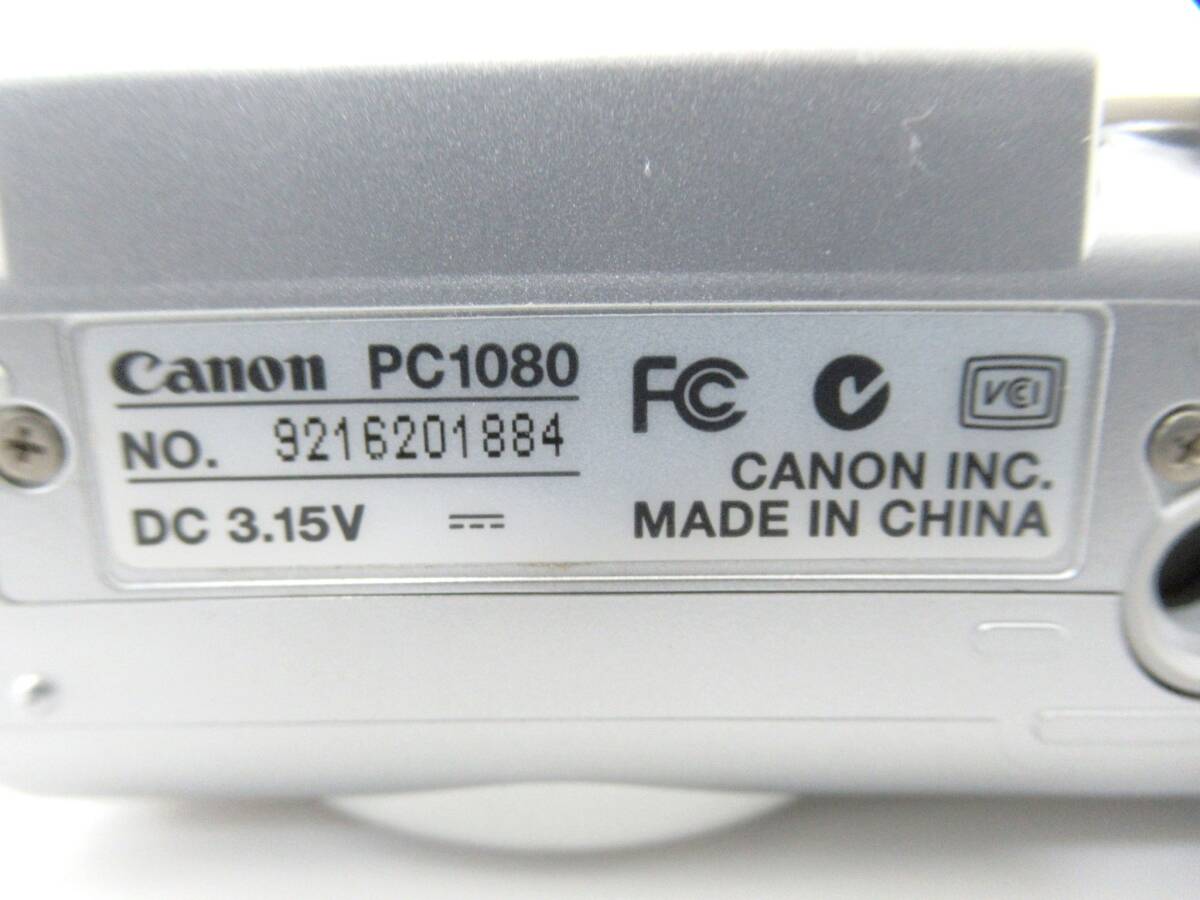 Canon PC1080
NO. 9216201884
DC 3.15V
FC
VCI
CANON INC.
MADE IN CHINA